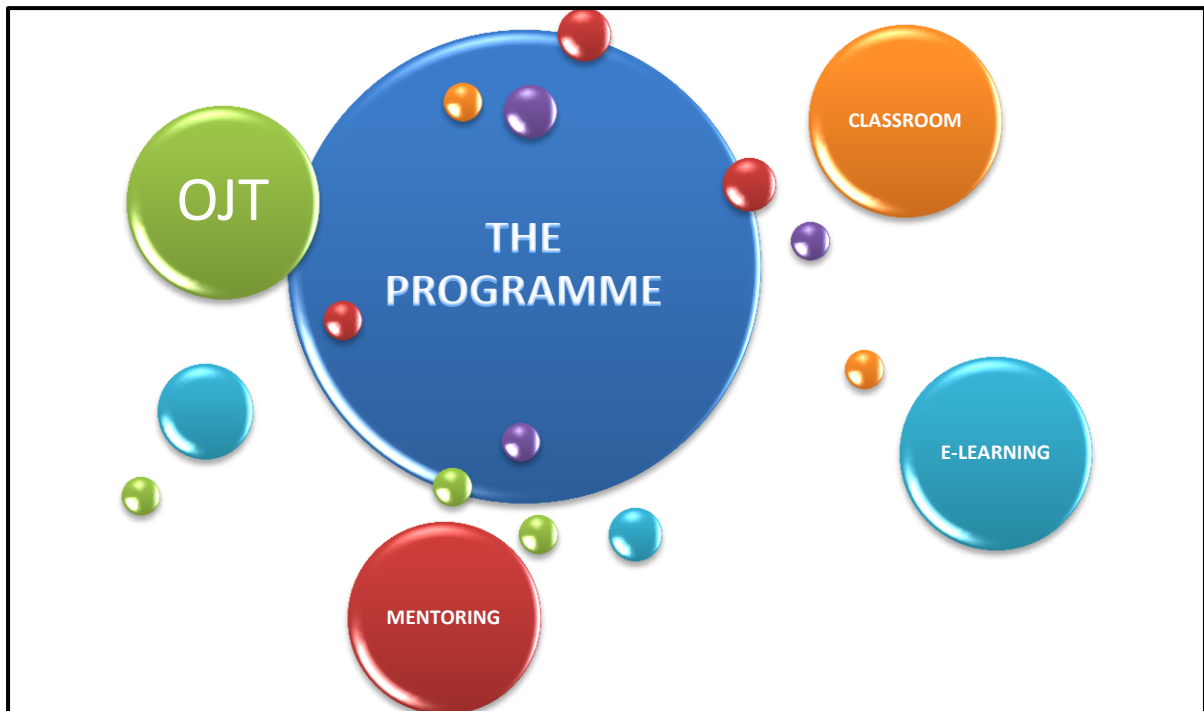 CLASSROOM
OJT
THE
PROGRAMME
E-LEARNING
MENTORING